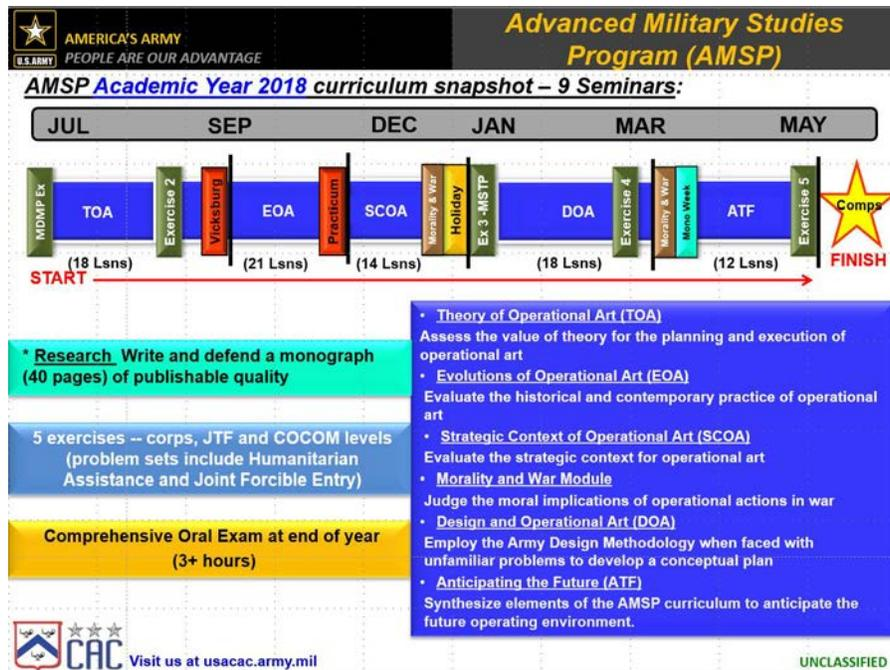 U.S.ARMY
AMERICA'S ARMY
PEOPLE ARE OUR ADVANTAGE
Advanced Military Studies
Program (AMSP)
AMSP Academic Year 2018 curriculum snapshot – 9 Seminars:
JUL SEP DEC JAN MAR MAY
MDMP Ex
TOA
Exercise 2
Vicksburg
EOA
Practicum
SCOA
Morality & War
Holiday
Ex 3 -MSTP
DOA
Exercise 4
Morality & War
Mono Week
ATF
Exercise 5
Comps
(18 Lsns) (21 Lsns) (14 Lsns) (18 Lsns) (12 Lsns)
START
FINISH
* Research Write and defend a monograph
(40 pages) of publishable quality
5 exercises -- corps, JTF and COCOM levels
(problem sets include Humanitarian
Assistance and Joint Forcible Entry)
Comprehensive Oral Exam at end of year
(3+ hours)
• Theory of Operational Art (TOA)
Assess the value of theory for the planning and execution of
operational art
• Evolutions of Operational Art (EOA)
Evaluate the historical and contemporary practice of operational
art
• Strategic Context of Operational Art (SCOA)
Evaluate the strategic context for operational art
• Morality and War Module
Judge the moral implications of operational actions in war
• Design and Operational Art (DOA)
Employ the Army Design Methodology when faced with
unfamiliar problems to develop a conceptual plan
• Anticipating the Future (ATF)
Synthesize elements of the AMSP curriculum to anticipate the
future operating environment.
CAC
Visit us at usacac.army.mil
UNCLASSIFIED